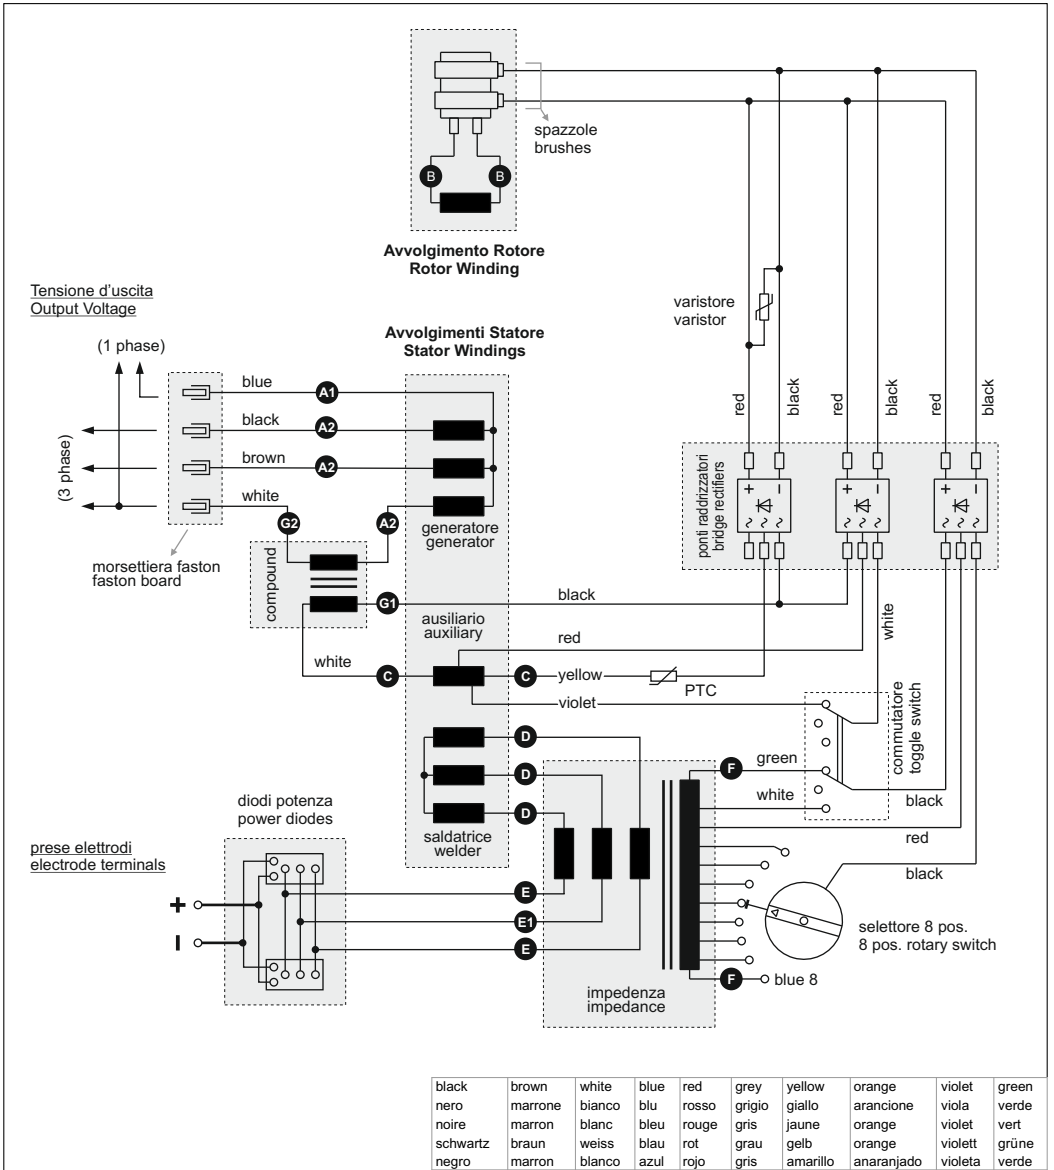 spazzole
brushes
B
B
Avvolgimento Rotore
Rotor Winding
Tensione d'uscita
Output Voltage
varistore
varistor
Avvolgimenti Statore
Stator Windings
(1 phase)
(3 phase)
blue
A1
black
A2
brown
A2
white
G2
A2
generatore
generator
red
black
red
black
red
black
ponti raddrizzatori
bridge rectifiers
+ −
+ −
+ −
~ ~
~ ~
~ ~
morsettiera faston
faston board
compound
G1
black
ausiliario
auxiliary
red
white
white
C
C
yellow
PTC
violet
commutatore
toggle switch
D
D
D
green
F
white
black
red
black
saldatrice
welder
diodi potenza
power diodes
prese elettrodi
electrode terminals
+
−
E
E1
E
selettore 8 pos.
8 pos. rotary switch
F
blue 8
impedenza
impedance
black brown white blue red grey yellow orange violet green
nero marrone bianco blu rosso grigio giallo arancione viola verde
noire marron blanc bleu rouge gris jaune orange violet vert
schwartz braun weiss blau rot grau gelb orange violett grüne
negro marron blanco azul rojo gris amarillo anaranjado violeta verde